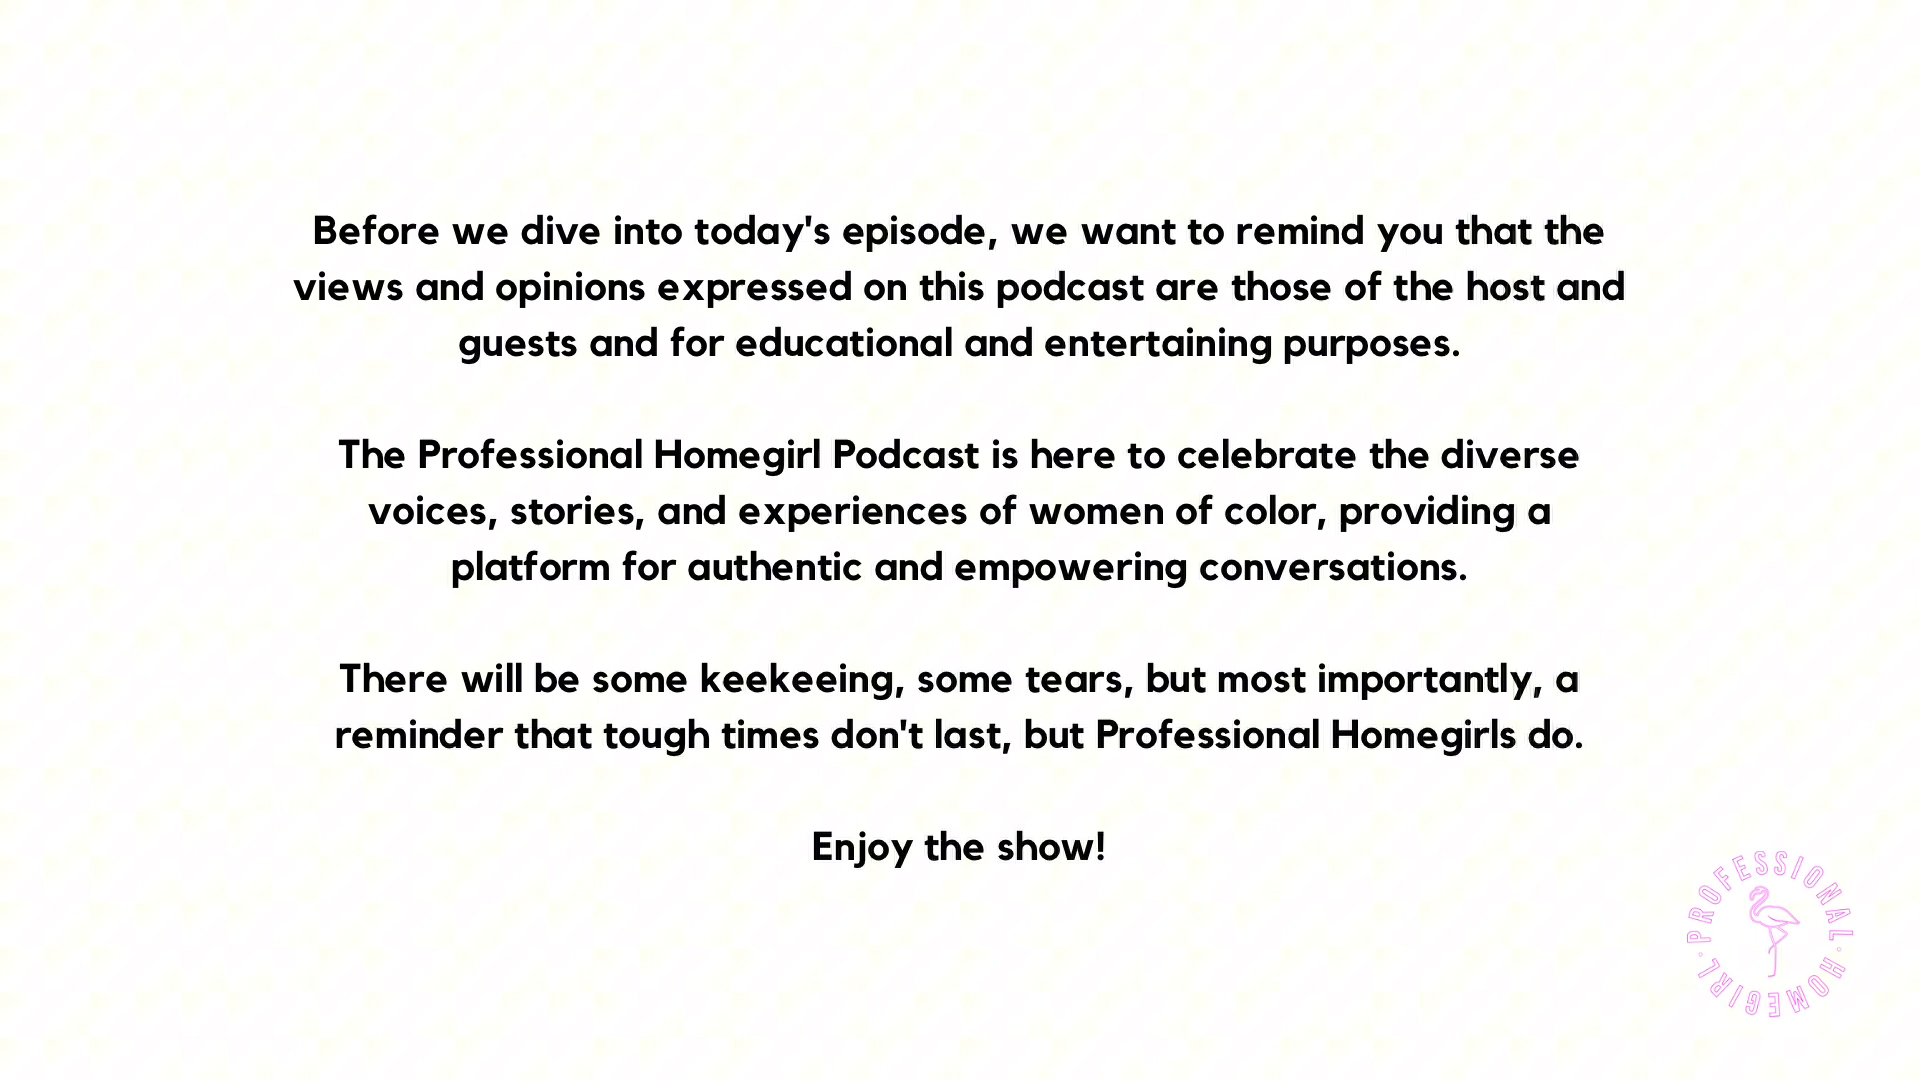 Before we dive into today's episode, we want to remind you that the
views and opinions expressed on this podcast are those of the host and
guests and for educational and entertaining purposes.
The Professional Homegirl Podcast is here to celebrate the diverse
voices, stories, and experiences of women of color, providing a
platform for authentic and empowering conversations.
There will be some keekeeing, some tears, but most importantly, a
reminder that tough times don't last, but Professional Homegirls do.
Enjoy the show!
PROFESSIONAL · HOMEGIRL ·